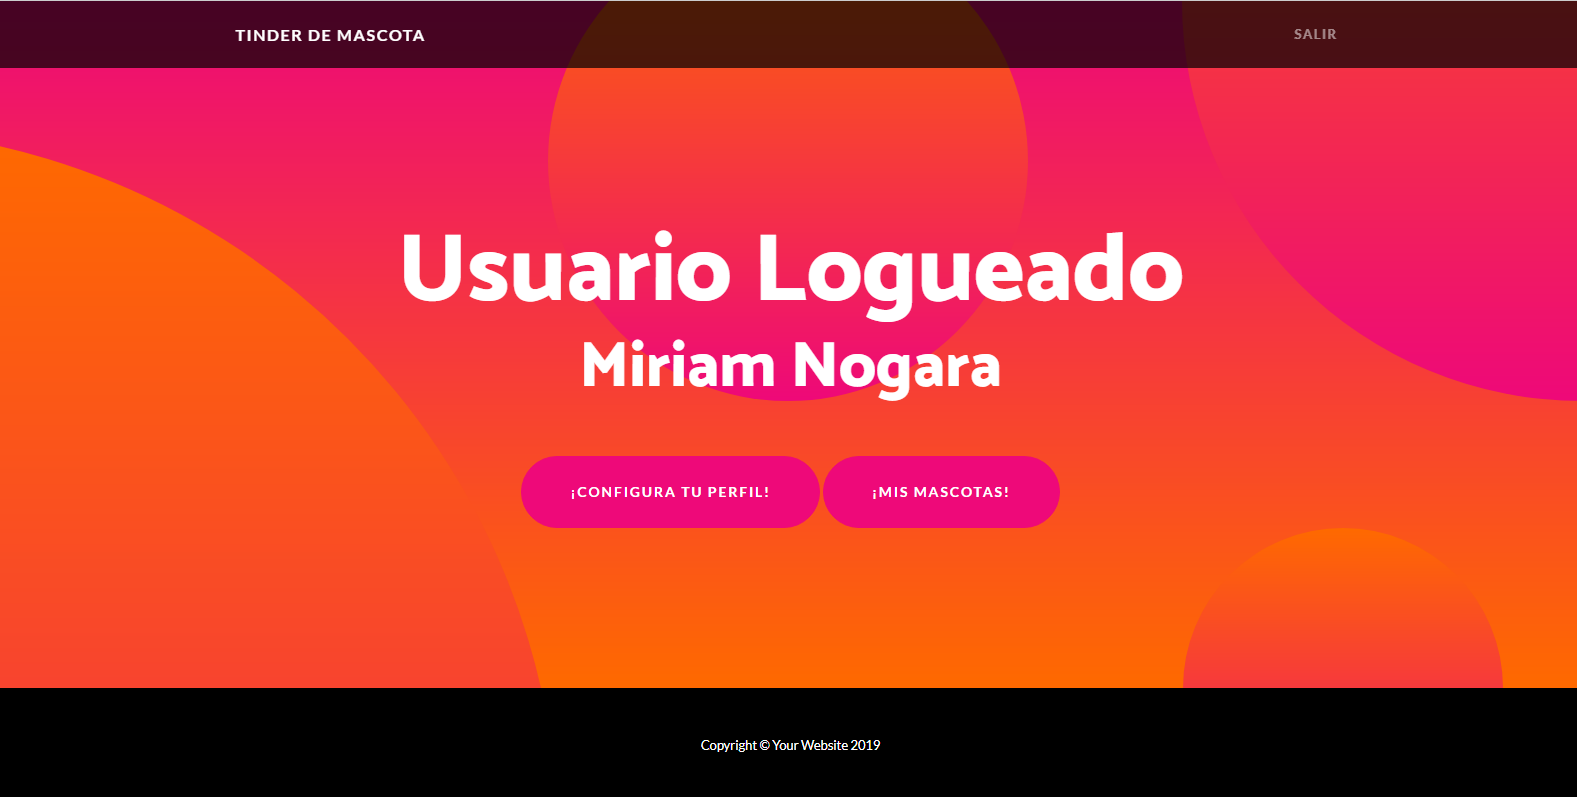 TINDER DE MASCOTA
SALIR
Usuario Logueado
Miriam Nogara
¡CONFIGURA TU PERFIL!
¡MIS MASCOTAS!
Copyright © Your Website 2019